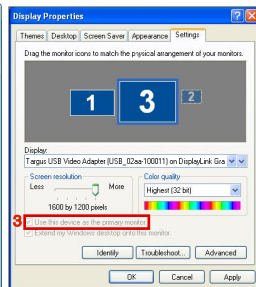 Display Properties
Themes Desktop Screen Saver Appearance Settings
Drag the monitor icons to match the physical arrangement of your monitors.
1 3 2
Display:
Targus USB Video Adapter (USB_02aa-100011) on DisplayLink Gra
Screen resolution
Less More
1600 by 1200 pixels
Color quality
Highest (32 bit)
3 Use this device as the primary monitor.
Extend my Windows desktop onto this monitor.
Identify Troubleshoot... Advanced
OK Cancel Apply